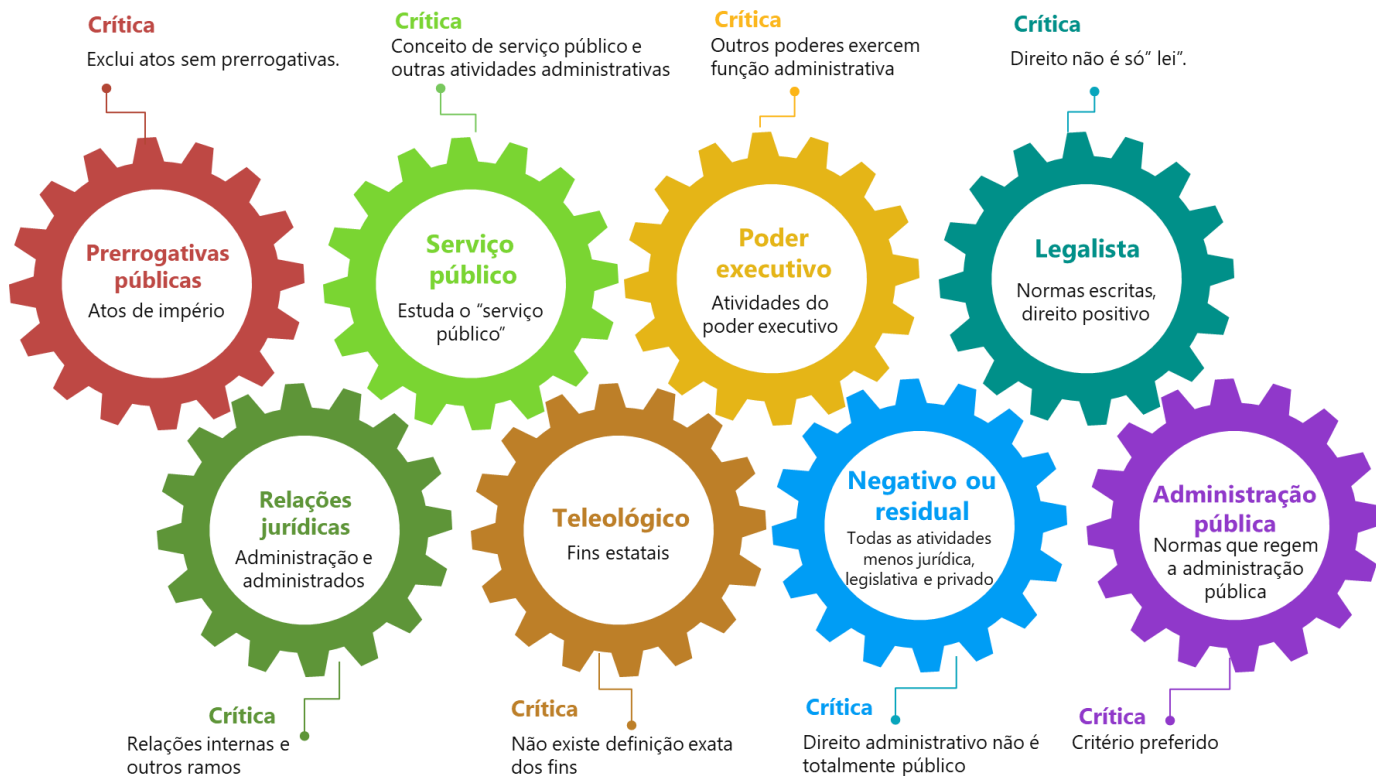 Crítica
Exclui atos sem prerrogativas.
Crítica
Conceito de serviço público e
outras atividades administrativas
Crítica
Outros poderes exercem
função administrativa
Crítica
Direito não é só" lei".
Prerrogativas
públicas
Atos de império
Serviço
público
Estuda o "serviço
público"
Poder
executivo
Atividades do
poder executivo
Legalista
Normas escritas,
direito positivo
Relações
jurídicas
Administração e
administrados
Teleológico
Fins estatais
Negativo ou
residual
Todas as atividades
menos jurídica,
legislativa e privado
Administração
pública
Normas que regem
a administração
pública
Crítica
Relações internas e
outros ramos
Crítica
Não existe definição exata
dos fins
Crítica
Direito administrativo não é
totalmente público
Crítica
Critério preferido